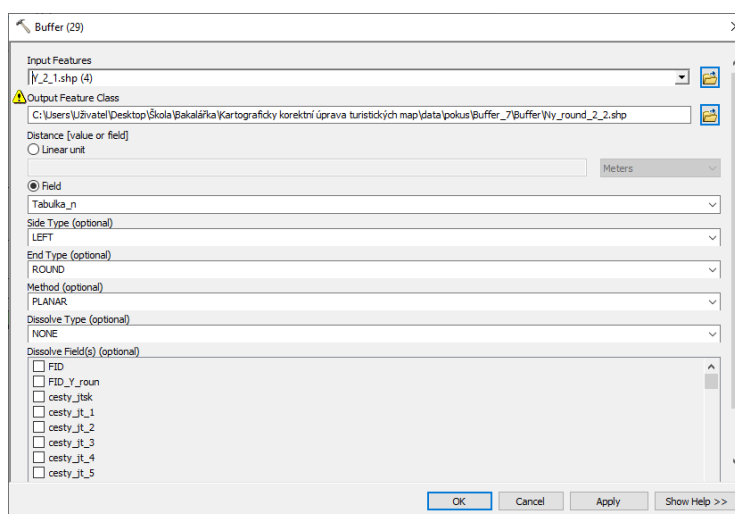 Buffer (29)
Input Features
Y_2_1.shp (4)
Output Feature Class
C:\Users\Uživatel\Desktop\Škola\Bakalářka\Kartograficky korektní úprava turistických map\data\pokus\Buffer_7\Buffer\Ny_round_2_2.shp
Distance [value or field]
Linear unit
Meters
Field
Tabulka_n
Side Type (optional)
LEFT
End Type (optional)
ROUND
Method (optional)
PLANAR
Dissolve Type (optional)
NONE
Dissolve Field(s) (optional)
FID
FID_Y_roun
cesty_jtsk
cesty_jt_1
cesty_jt_2
cesty_jt_3
cesty_jt_4
cesty_jt_5
OK Cancel Apply Show Help >>